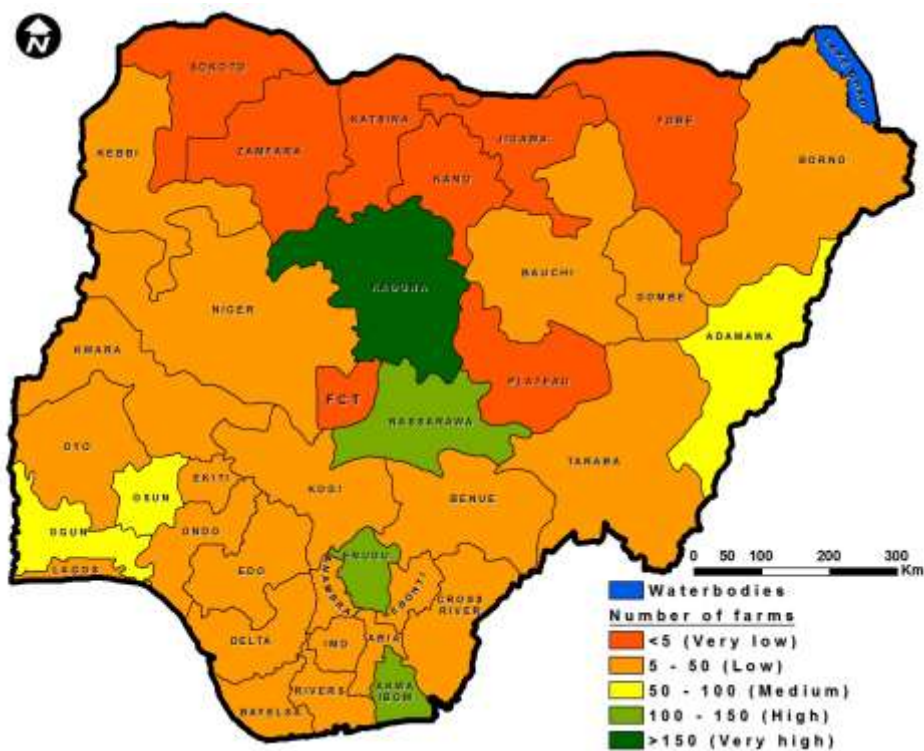 N
SOKOTO
KATSINA
JIGAWA
YOBE
KEBBI
ZAMFARA
KANO
BORNO
KADUNA
BAUCHI
GOMBE
NIGER
ADAMAWA
KWARA
FCT
PLATEAU
NASSARAWA
OYO
TARABA
OSUN
EKITI
KOGI
BENUE
OGUN
ONDO
LAGOS
EDO
ENUGU
ANAMBRA
EBONYI
CROSS
RIVER
DELTA
IMO
ABIA
RIVERS
AKWA
IBOM
BAYELSA
0 50 100 200 300
Km
Waterbodies
Number of farms
<5 (Very low)
5 - 50 (Low)
50 - 100 (Medium)
100 - 150 (High)
>150 (Very high)